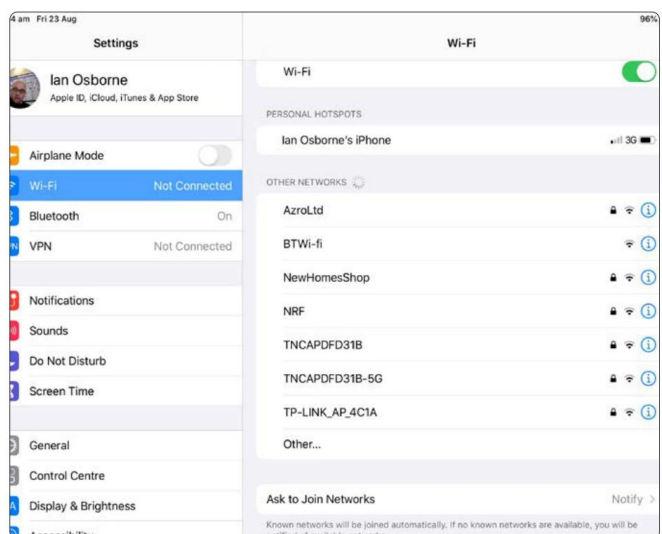 4 am Fri 23 Aug
96%
Settings
Ian Osborne
Apple ID, iCloud, iTunes & App Store
Airplane Mode
Wi-Fi Not Connected
Bluetooth On
VPN Not Connected
Notifications
Sounds
Do Not Disturb
Screen Time
General
Control Centre
Display & Brightness
Wi-Fi
Wi-Fi
PERSONAL HOTSPOTS
Ian Osborne's iPhone 3G
OTHER NETWORKS
AzroLtd
BTWi-fi
NewHomesShop
NRF
TNCAPDFD31B
TNCAPDFD31B-5G
TP-LINK_AP_4C1A
Other...
Ask to Join Networks Notify
Known networks will be joined automatically. If no known networks are available, you will be